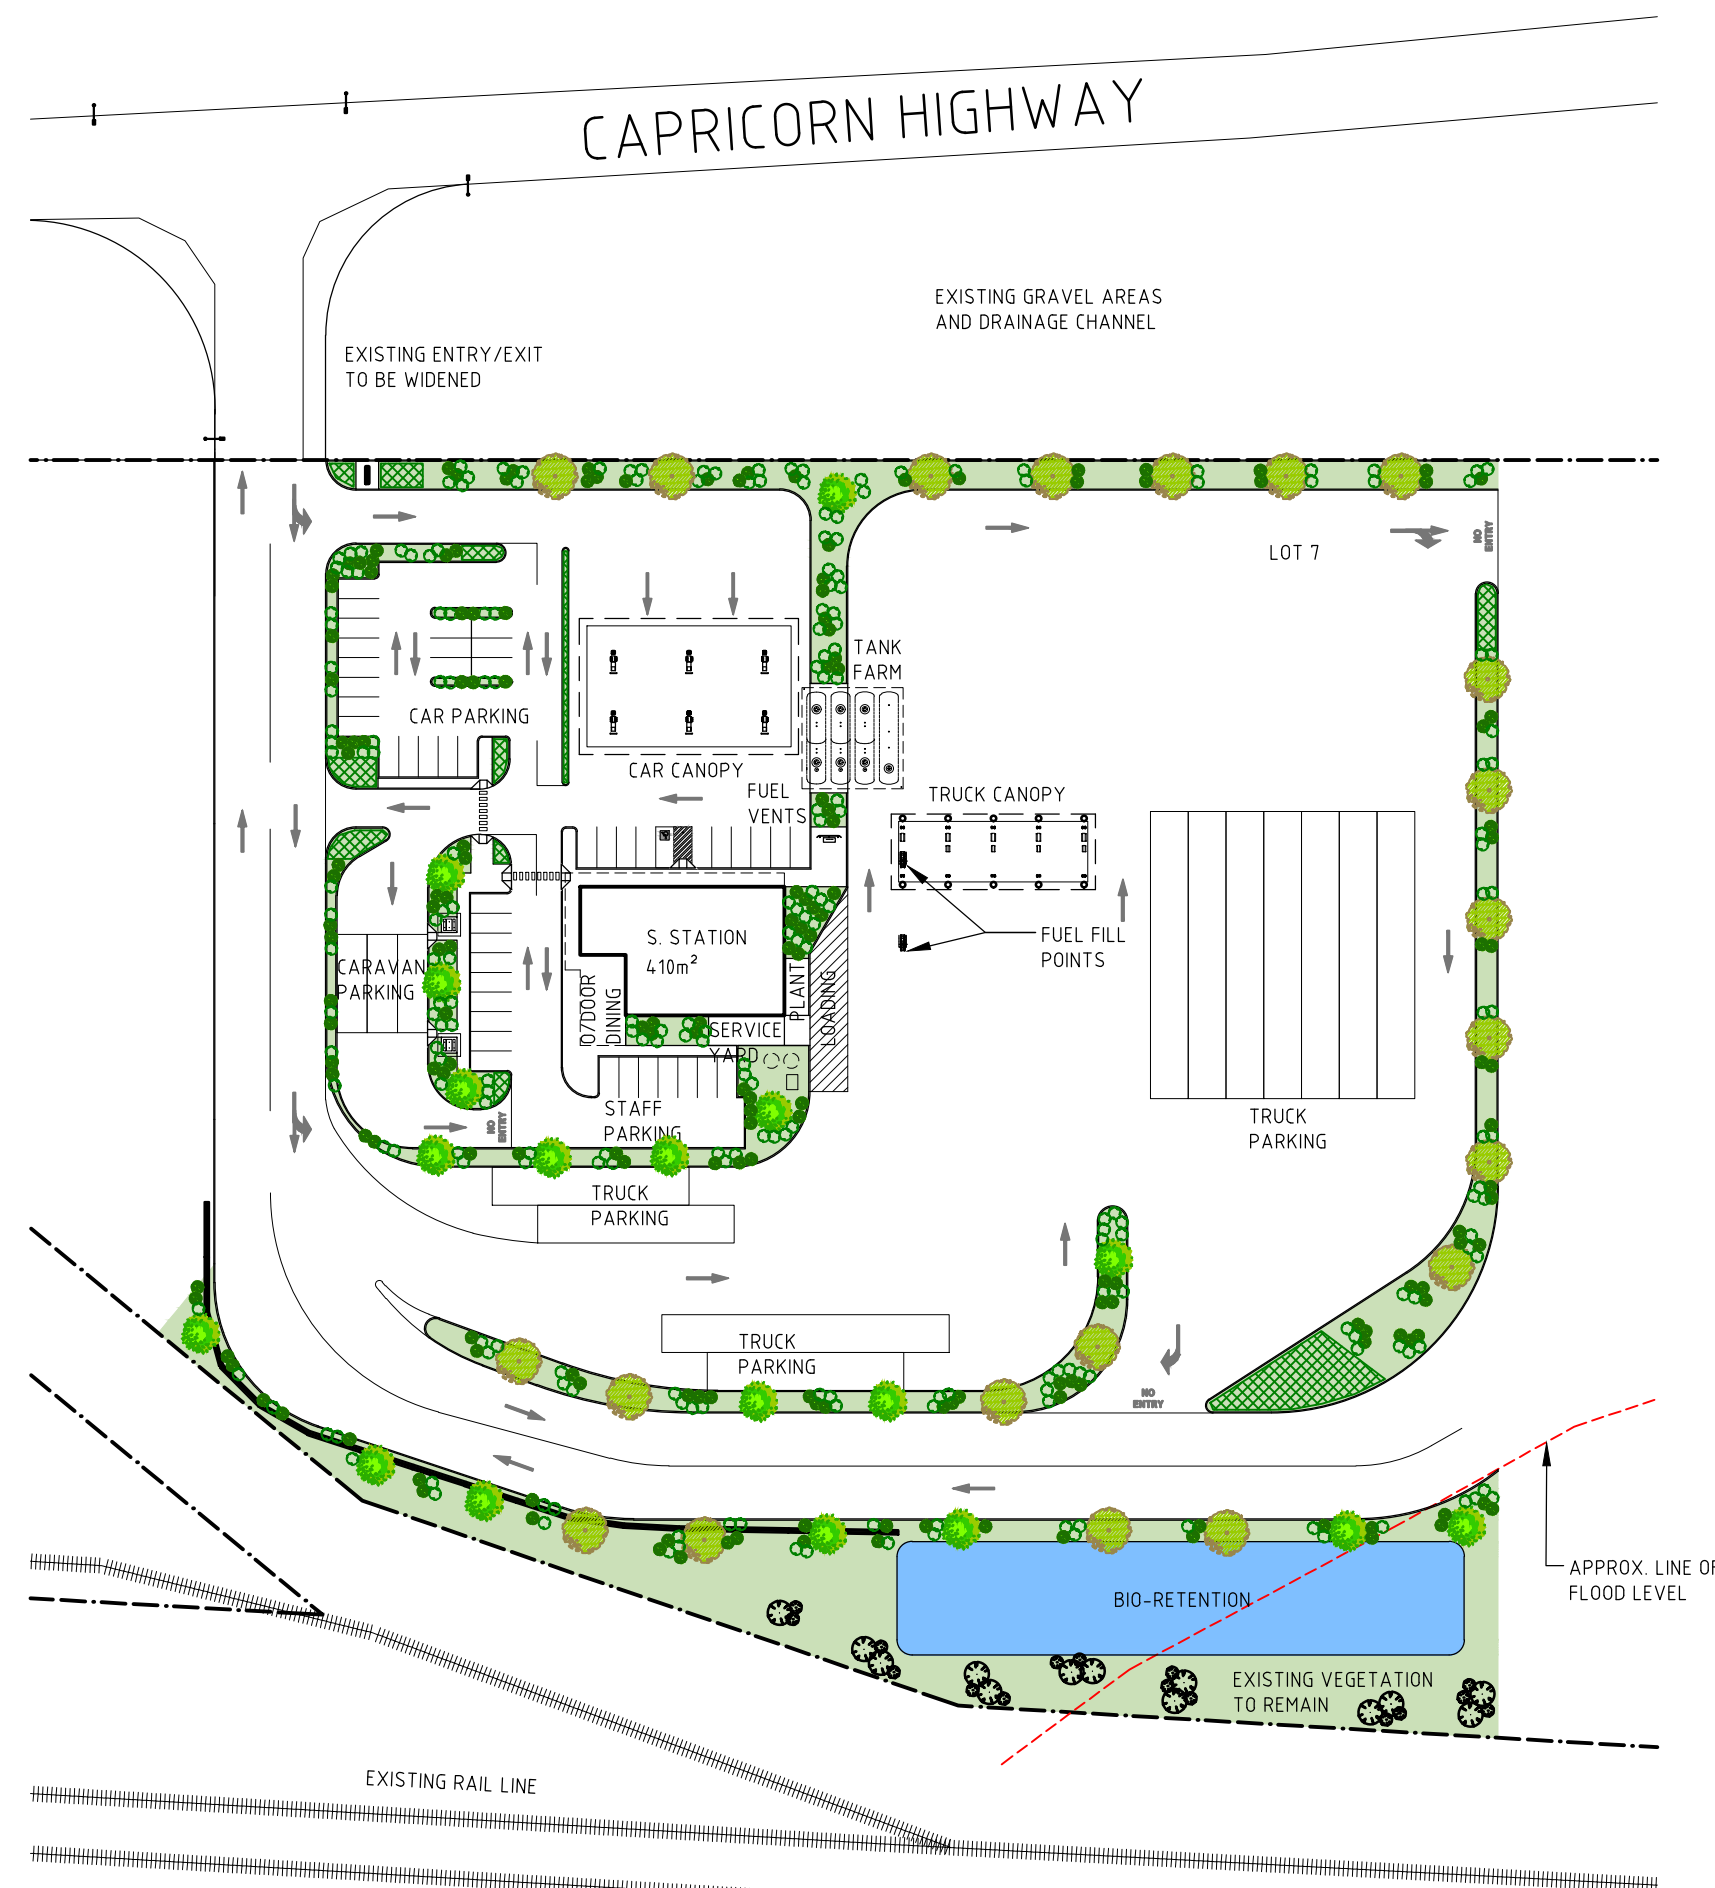 CAPRICORN HIGHWAY
EXISTING GRAVEL AREAS
AND DRAINAGE CHANNEL
EXISTING ENTRY/EXIT
TO BE WIDENED
NO
ENTRY
LOT 7
TANK
FARM
CAR PARKING
CAR CANOPY
FUEL
VENTS
TRUCK CANOPY
S. STATION
410m²
FUEL FILL
POINTS
CARAVAN
PARKING
O/DOOR
DINING
PLANT
LOADING
SERVICE
YARD
STAFF
PARKING
NO
ENTRY
TRUCK
PARKING
TRUCK
PARKING
TRUCK
PARKING
NO
ENTRY
APPROX. LINE OF
FLOOD LEVEL
BIO-RETENTION
EXISTING VEGETATION
TO REMAIN
EXISTING RAIL LINE